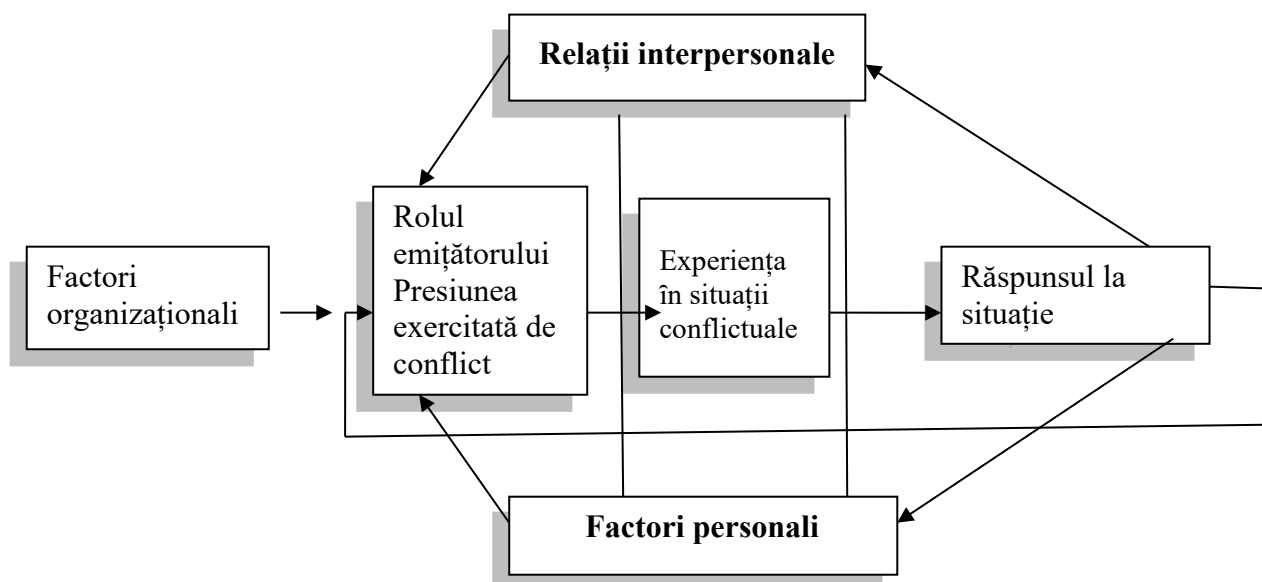 Relații interpersonale
Factori
organizaționali
Rolul
emițătorului
Presiunea
exercitată de
conflict
Experiența
în situații
conflictuale
Răspunsul la
situație
Factori personali